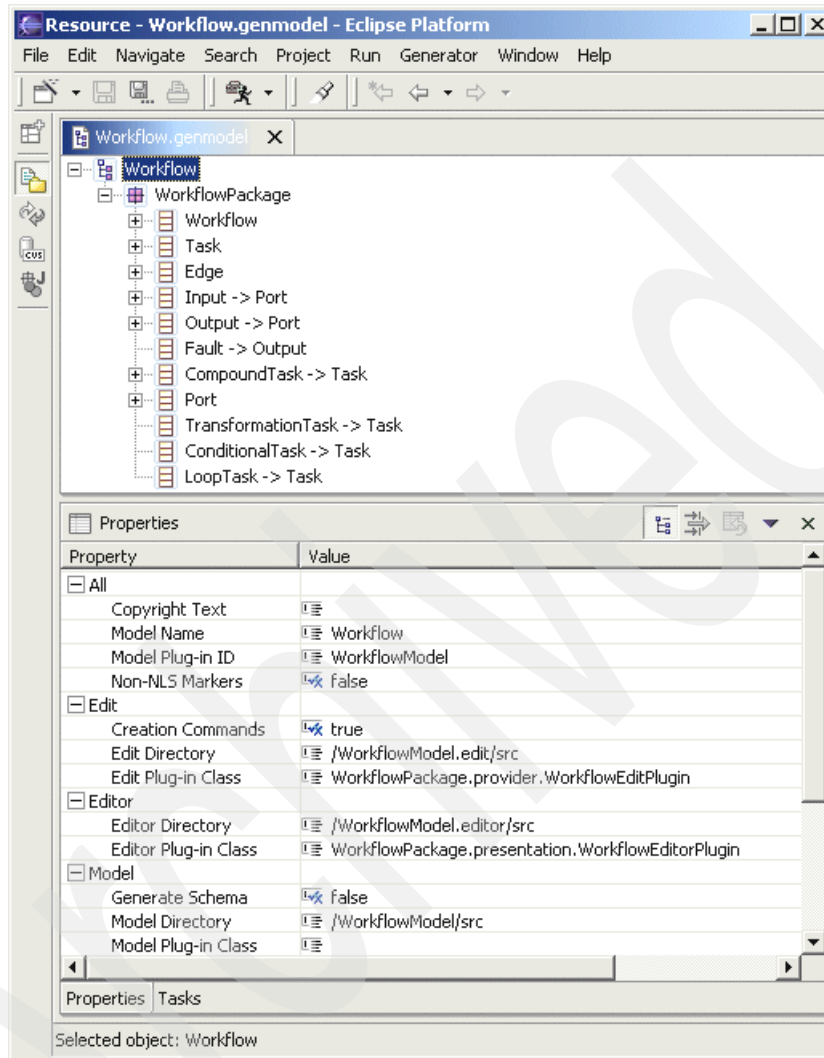 Resource - Workflow.genmodel - Eclipse Platform
File Edit Navigate Search Project Run Generator Window Help
Workflow.genmodel
Workflow
WorkflowPackage
Workflow
Task
Edge
Input -> Port
Output -> Port
Fault -> Output
CompoundTask -> Task
Port
TransformationTask -> Task
ConditionalTask -> Task
LoopTask -> Task
CVS
Properties
Property Value
All
Copyright Text
Model Name Workflow
Model Plug-in ID WorkflowModel
Non-NLS Markers false
Edit
Creation Commands true
Edit Directory /WorkflowModel.edit/src
Edit Plug-in Class WorkflowPackage.provider.WorkflowEditPlugin
Editor
Editor Directory /WorkflowModel.editor/src
Editor Plug-in Class WorkflowPackage.presentation.WorkflowEditorPlugin
Model
Generate Schema false
Model Directory /WorkflowModel/src
Model Plug-in Class
Properties Tasks
Selected object: Workflow
Archived